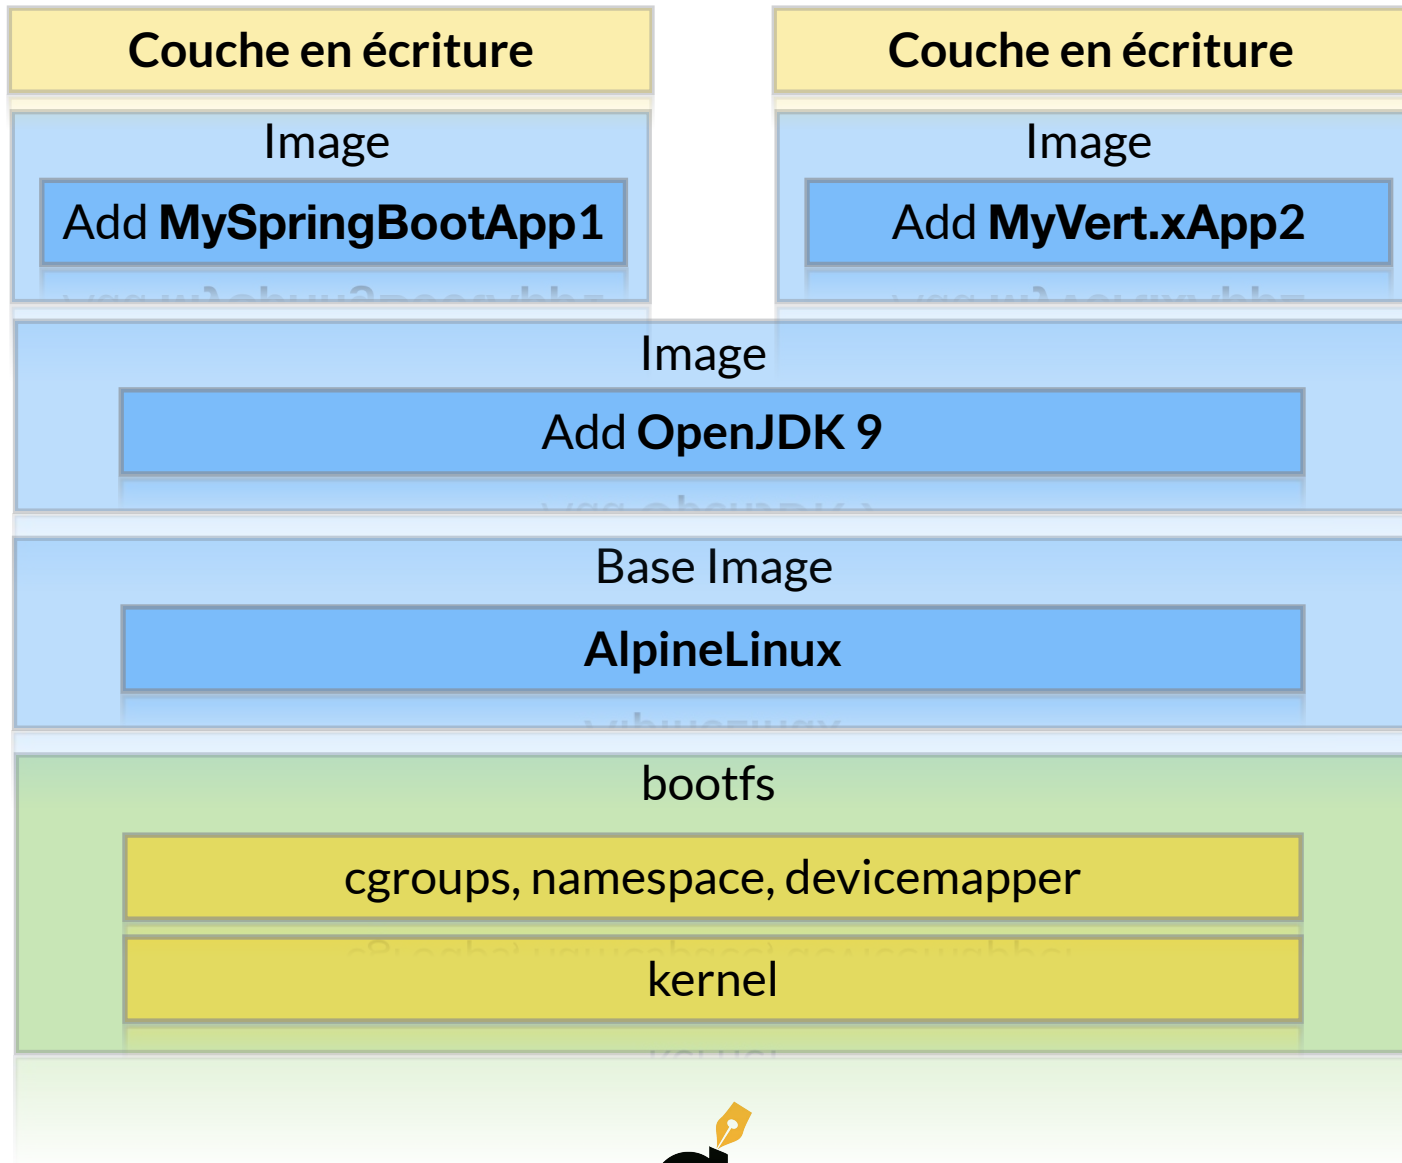 Couche en écriture
Couche en écriture
Image
Image
Add MySpringBootApp1
Add MyVert.xApp2
Image
Add OpenJDK 9
Base Image
AlpineLinux
bootfs
cgroups, namespace, devicemapper
kernel